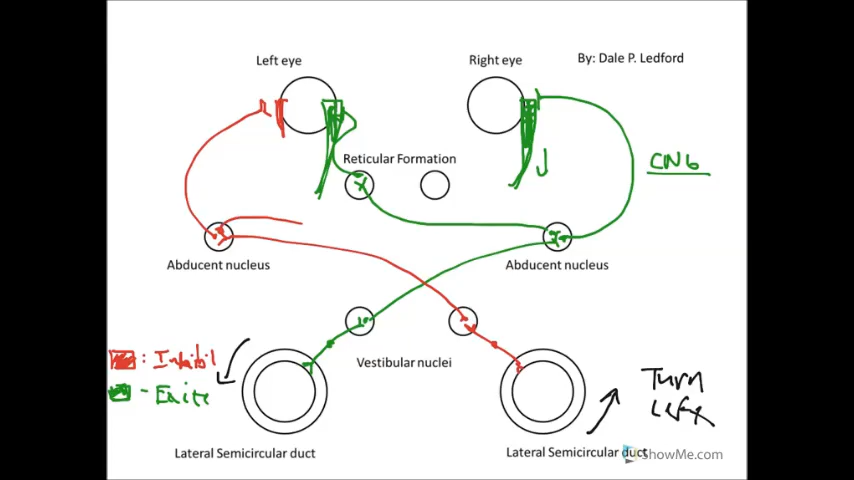 Left eye
Right eye
By: Dale P. Ledford
Reticular Formation
CN6
Abducent nucleus
Abducent nucleus
Vestibular nuclei
: Inhibil
- Excite
Turn
Left
Lateral Semicircular duct
Lateral Semicircular duct
ShowMe.com